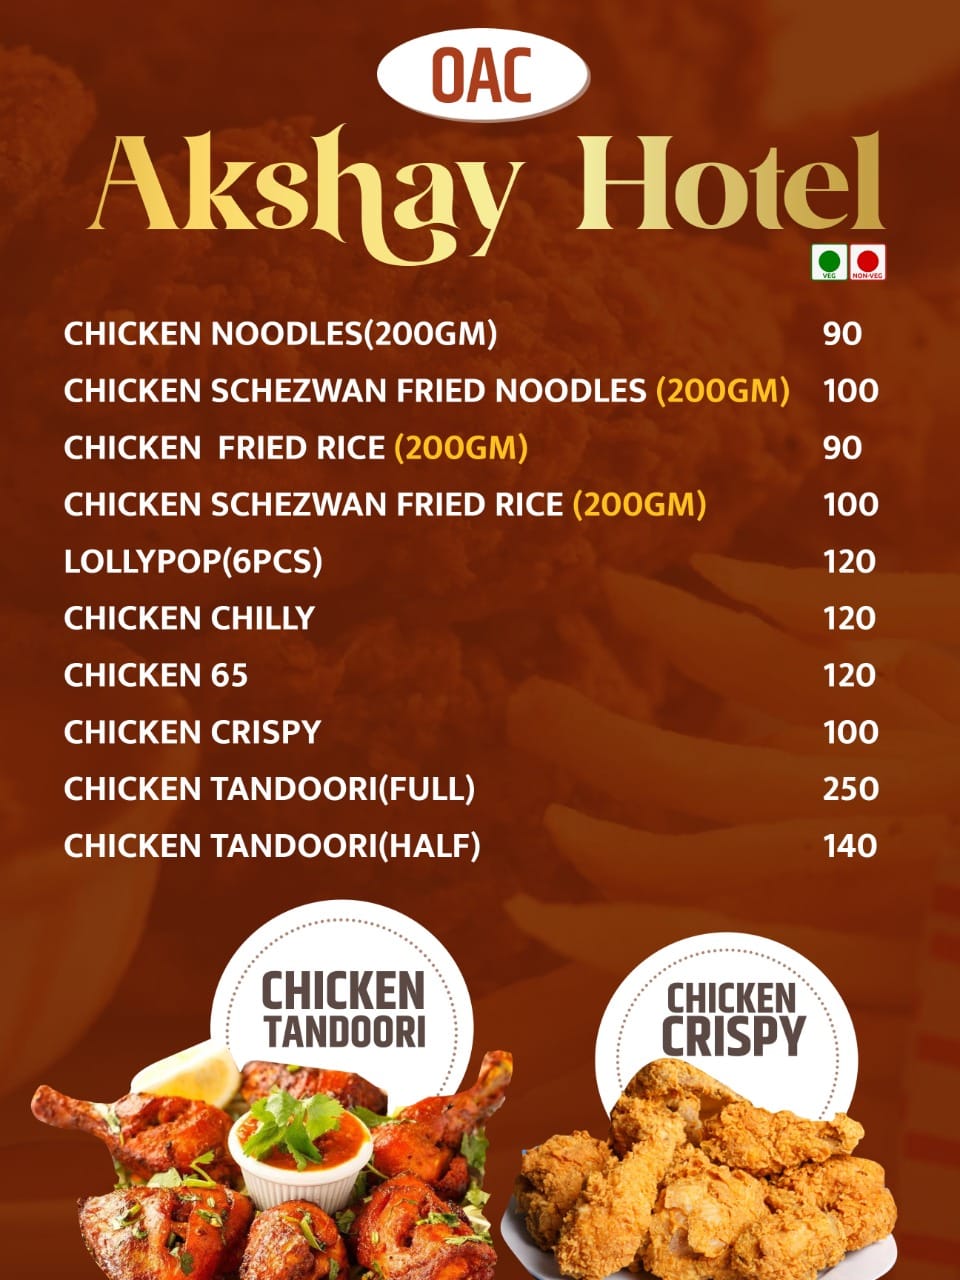 OAC
Akshay Hotel
VEG NON-VEG
CHICKEN NOODLES(200GM) 90
CHICKEN SCHEZWAN FRIED NOODLES (200GM) 100
CHICKEN FRIED RICE (200GM) 90
CHICKEN SCHEZWAN FRIED RICE (200GM) 100
LOLLYPOP(6PCS) 120
CHICKEN CHILLY 120
CHICKEN 65 120
CHICKEN CRISPY 100
CHICKEN TANDOORI(FULL) 250
CHICKEN TANDOORI(HALF) 140
CHICKEN
TANDOORI
CHICKEN
CRISPY